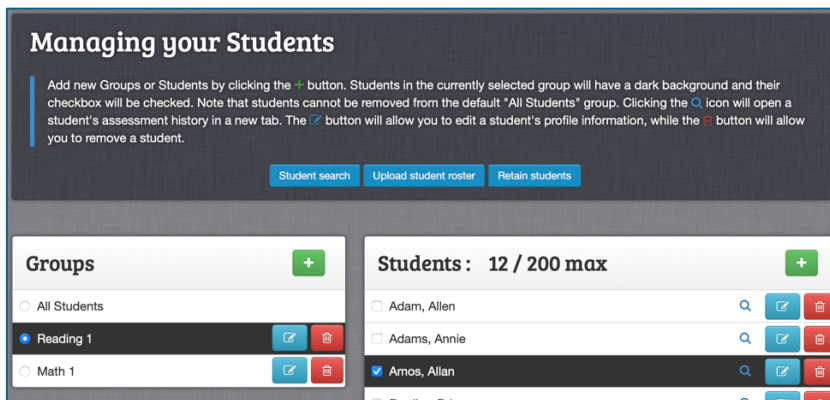 Managing your Students
Add new Groups or Students by clicking the + button. Students in the currently selected group will have a dark background and their
checkbox will be checked. Note that students cannot be removed from the default "All Students" group. Clicking the icon will open a
student's assessment history in a new tab. The button will allow you to edit a student's profile information, while the button will allow
you to remove a student.
Student search Upload student roster Retain students
Groups
+
All Students
Reading 1
Math 1
Students : 12 / 200 max
+
Adam, Allen
Adams, Annie
Amos, Allan